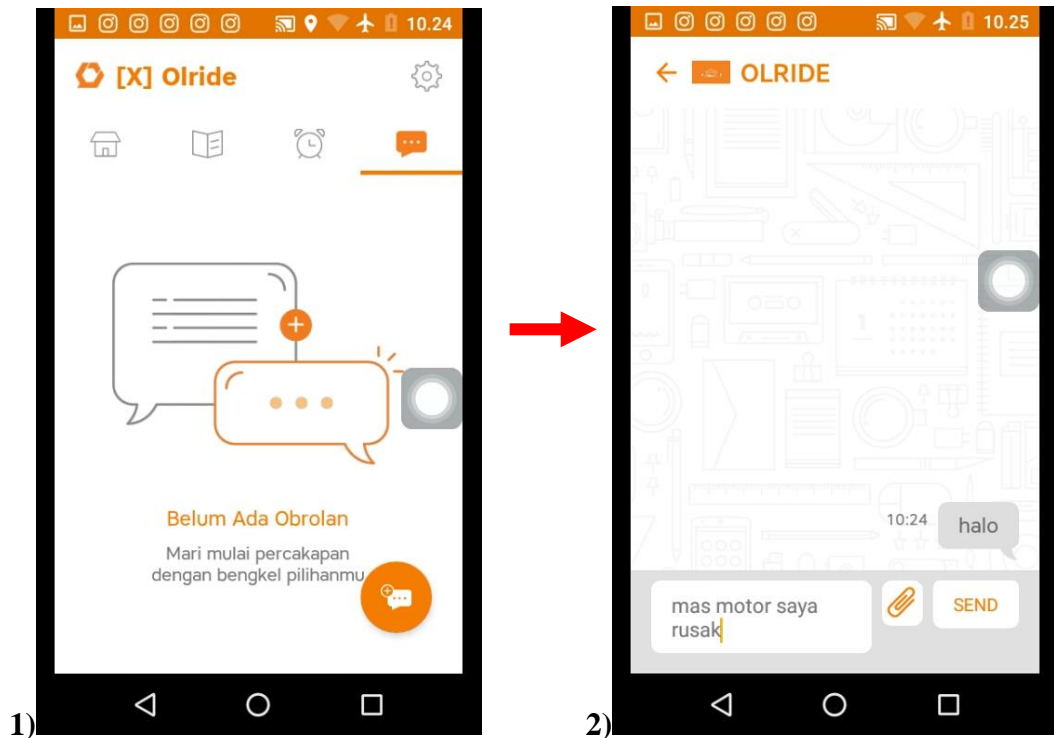 10.24
[X] Olride
Belum Ada Obrolan
Mari mulai percakapan
dengan bengkel pilihanmu
1)
10.25
OLRIDE
10:24 halo
mas motor saya
rusak
SEND
2)